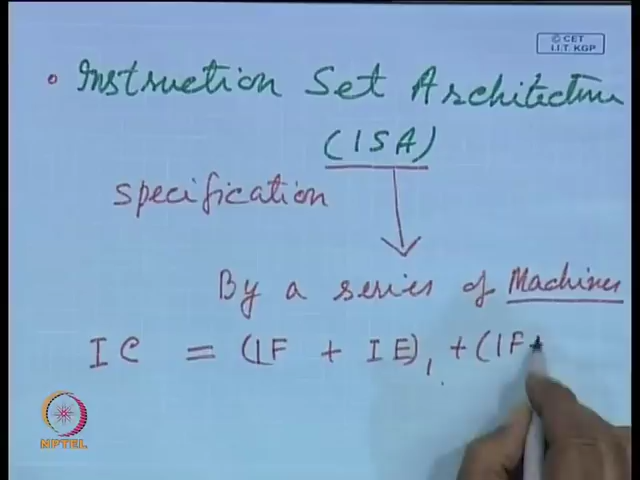 © CET
I.I.T. KGP
• Instruction Set Architecture
(ISA)
specification
By a series of Machines
IC = (IF + IE)₁ + (IF +
NPTEL